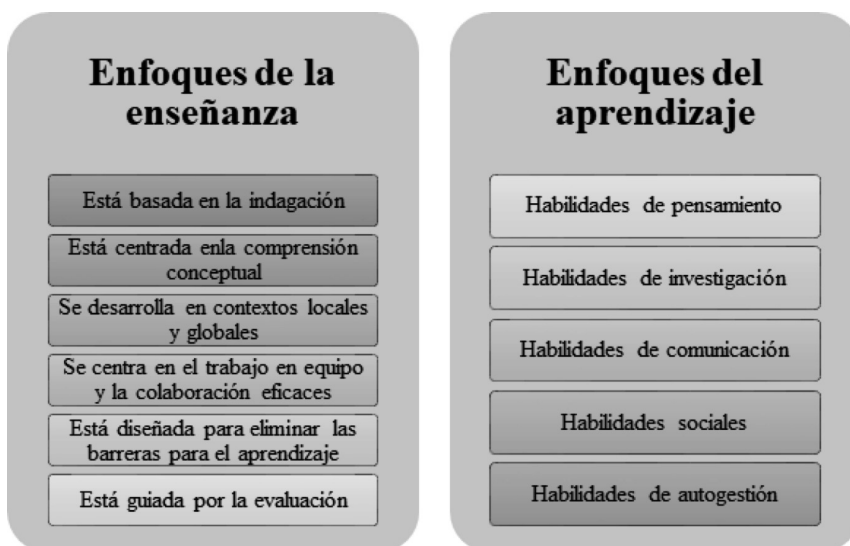 Enfoques de la
enseñanza
Está basada en la indagación
Está centrada enla comprensión
conceptual
Se desarrolla en contextos locales
y globales
Se centra en el trabajo en equipo
y la colaboración eficaces
Está diseñada para eliminar las
barreras para el aprendizaje
Está guiada por la evaluación
Enfoques del
aprendizaje
Habilidades de pensamiento
Habilidades de investigación
Habilidades de comunicación
Habilidades sociales
Habilidades de autogestión